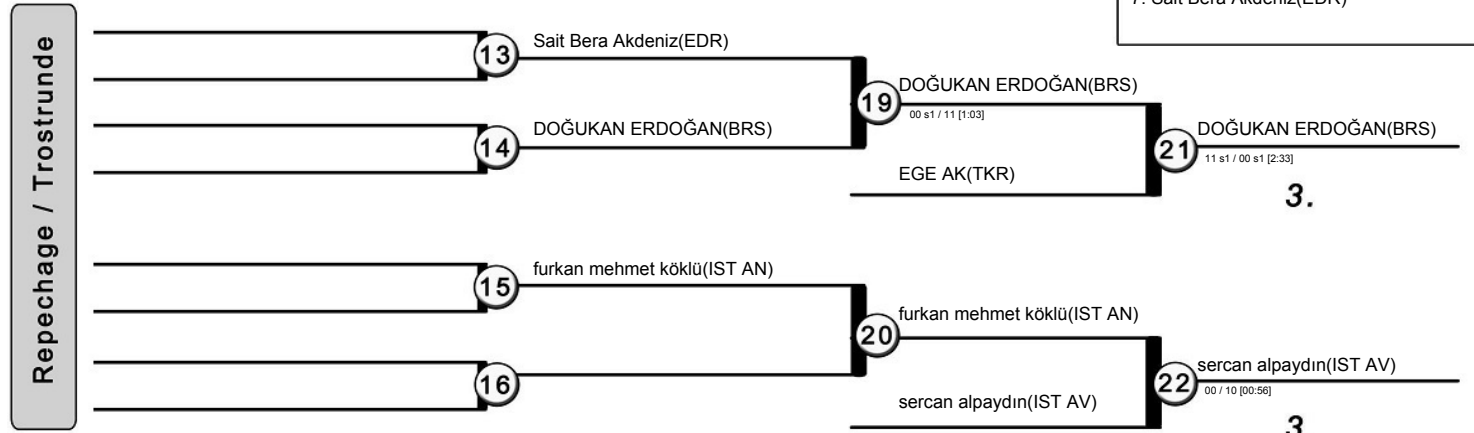 7. Sait Bera Akdeniz(EDR)
Repechage / Trostrunde
13
Sait Bera Akdeniz(EDR)
14
DOĞUKAN ERDOĞAN(BRS)
19
DOĞUKAN ERDOĞAN(BRS)
00 s1 / 11 [1:03]
EGE AK(TKR)
21
DOĞUKAN ERDOĞAN(BRS)
11 s1 / 00 s1 [2:33]
3.
15
furkan mehmet köklü(IST AN)
16
20
furkan mehmet köklü(IST AN)
sercan alpaydın(IST AV)
22
sercan alpaydın(IST AV)
00 / 10 [00:56]
3